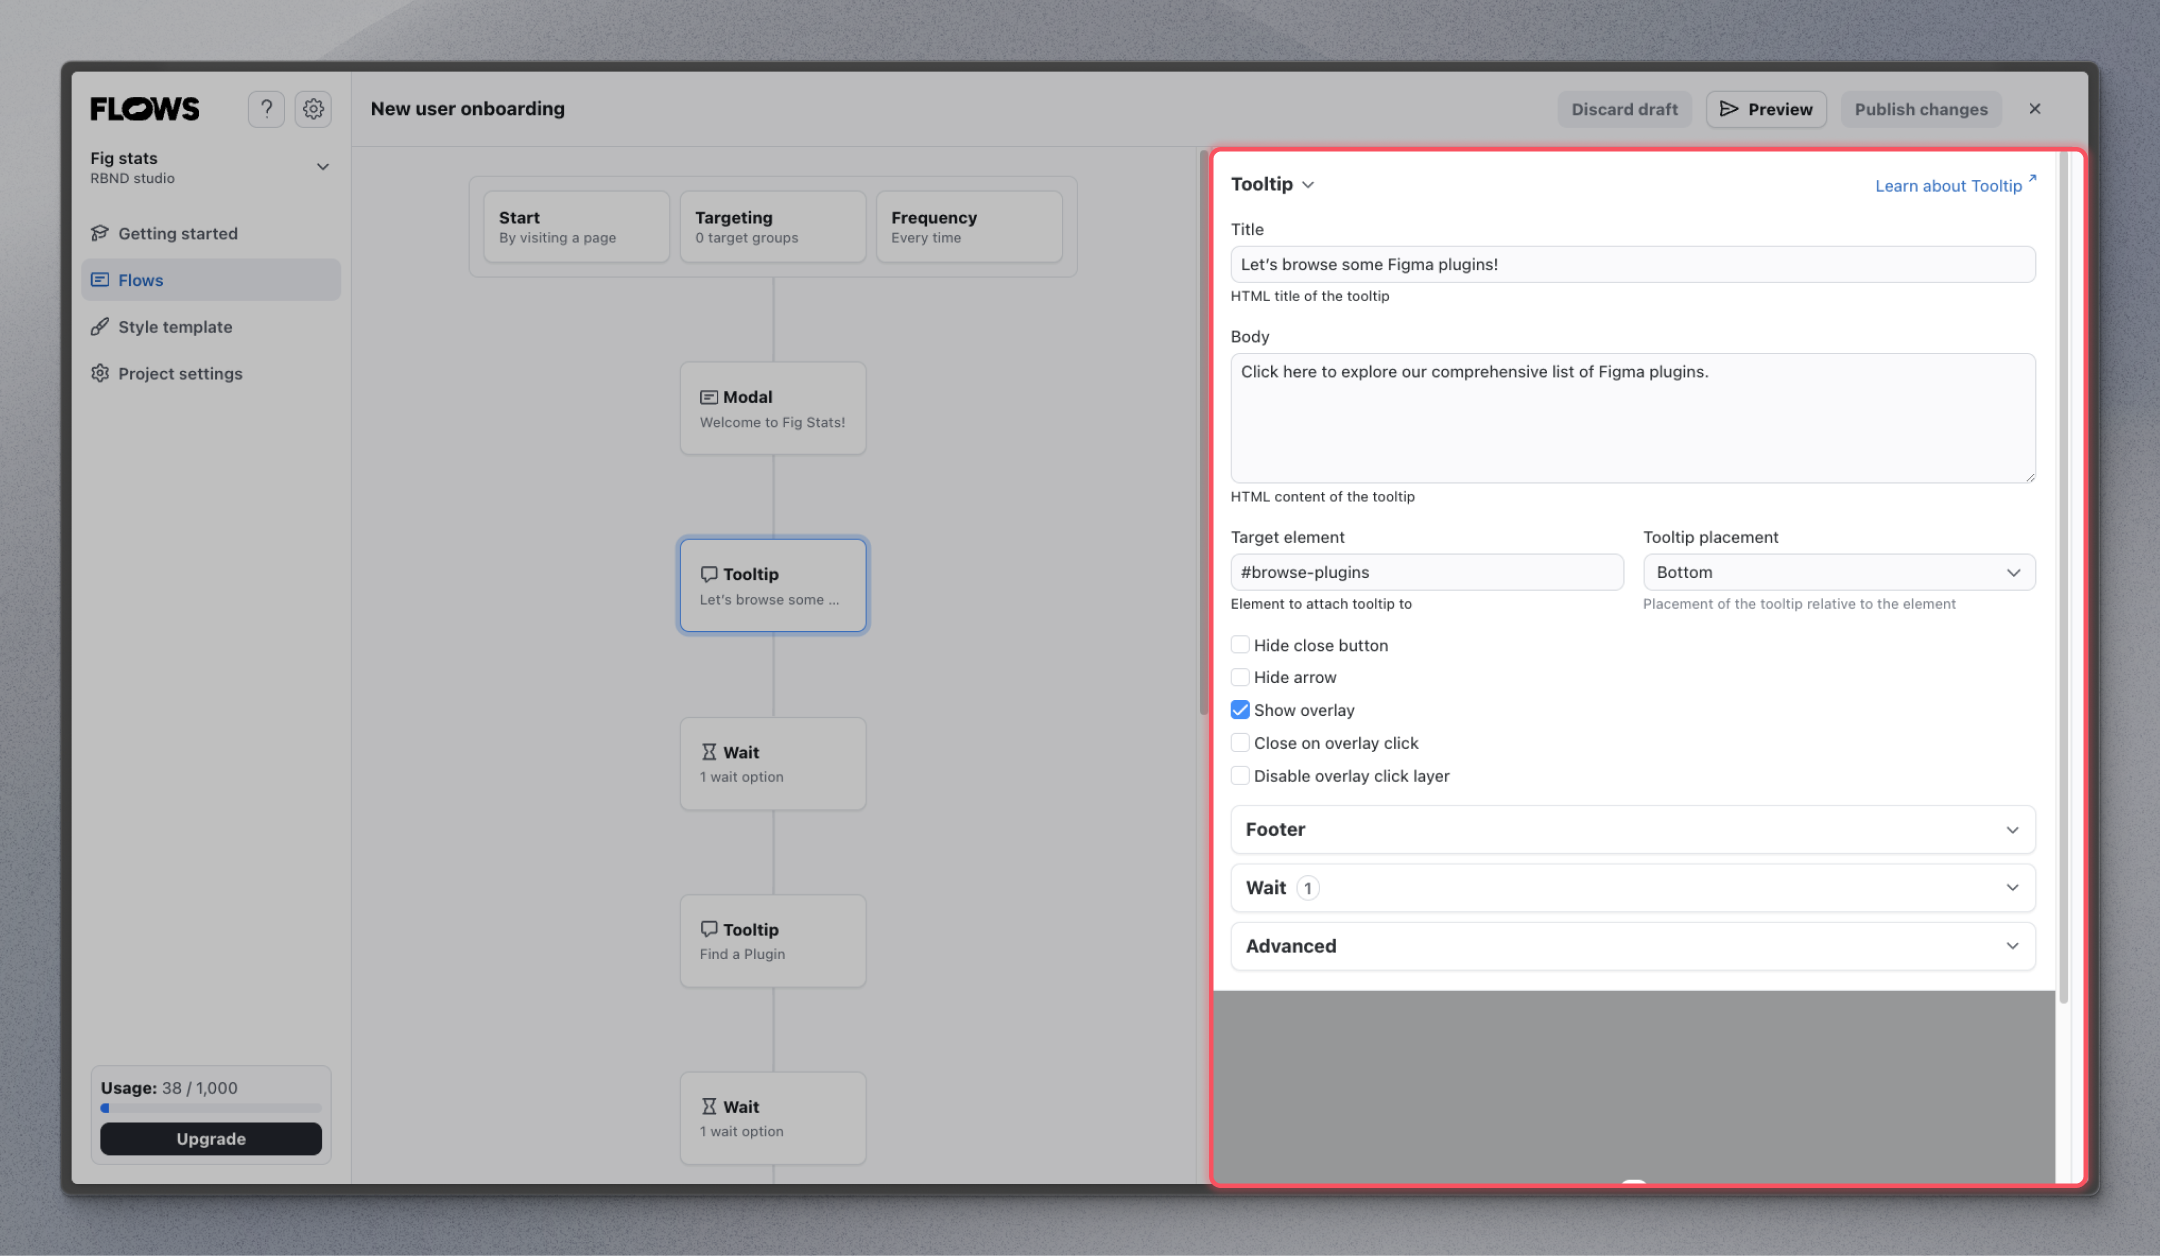 FLOWS
?
New user onboarding
Discard draft
Preview
Publish changes
Fig stats
RBND studio
Getting started
Flows
Style template
Project settings
Usage: 38 / 1,000
Upgrade
Start
By visiting a page
Targeting
0 target groups
Frequency
Every time
Modal
Welcome to Fig Stats!
Tooltip
Let's browse some ...
Wait
1 wait option
Tooltip
Find a Plugin
Wait
1 wait option
Tooltip
Learn about Tooltip
Title
Let's browse some Figma plugins!
HTML title of the tooltip
Body
Click here to explore our comprehensive list of Figma plugins.
HTML content of the tooltip
Target element
#browse-plugins
Element to attach tooltip to
Tooltip placement
Bottom
Placement of the tooltip relative to the element
Hide close button
Hide arrow
Show overlay
Close on overlay click
Disable overlay click layer
Footer
Wait 1
Advanced